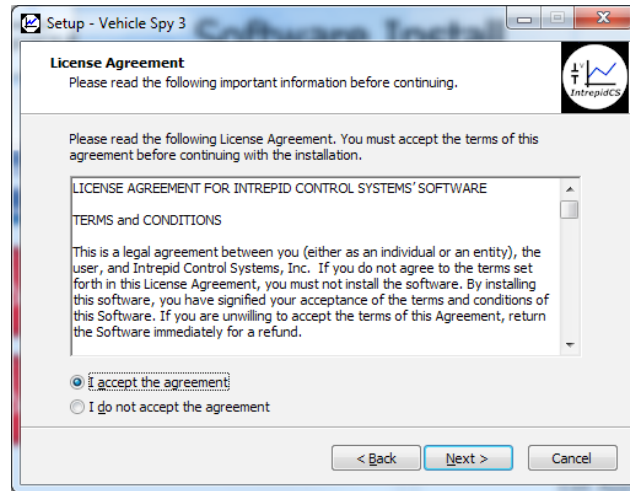 Setup - Vehicle Spy 3
Software Install
License Agreement
Please read the following important information before continuing.
IntrepidCS
Please read the following License Agreement. You must accept the terms of this
agreement before continuing with the installation.
LICENSE AGREEMENT FOR INTREPID CONTROL SYSTEMS' SOFTWARE
TERMS and CONDITIONS
This is a legal agreement between you (either as an individual or an entity), the
user, and Intrepid Control Systems, Inc.  If you do not agree to the terms set
forth in this License Agreement, you must not install the software. By installing
this software, you have signified your acceptance of the terms and conditions of
this Software. If you are unwilling to accept the terms of this Agreement, return
the Software immediately for a refund.
I accept the agreement
I do not accept the agreement
< Back
Next >
Cancel